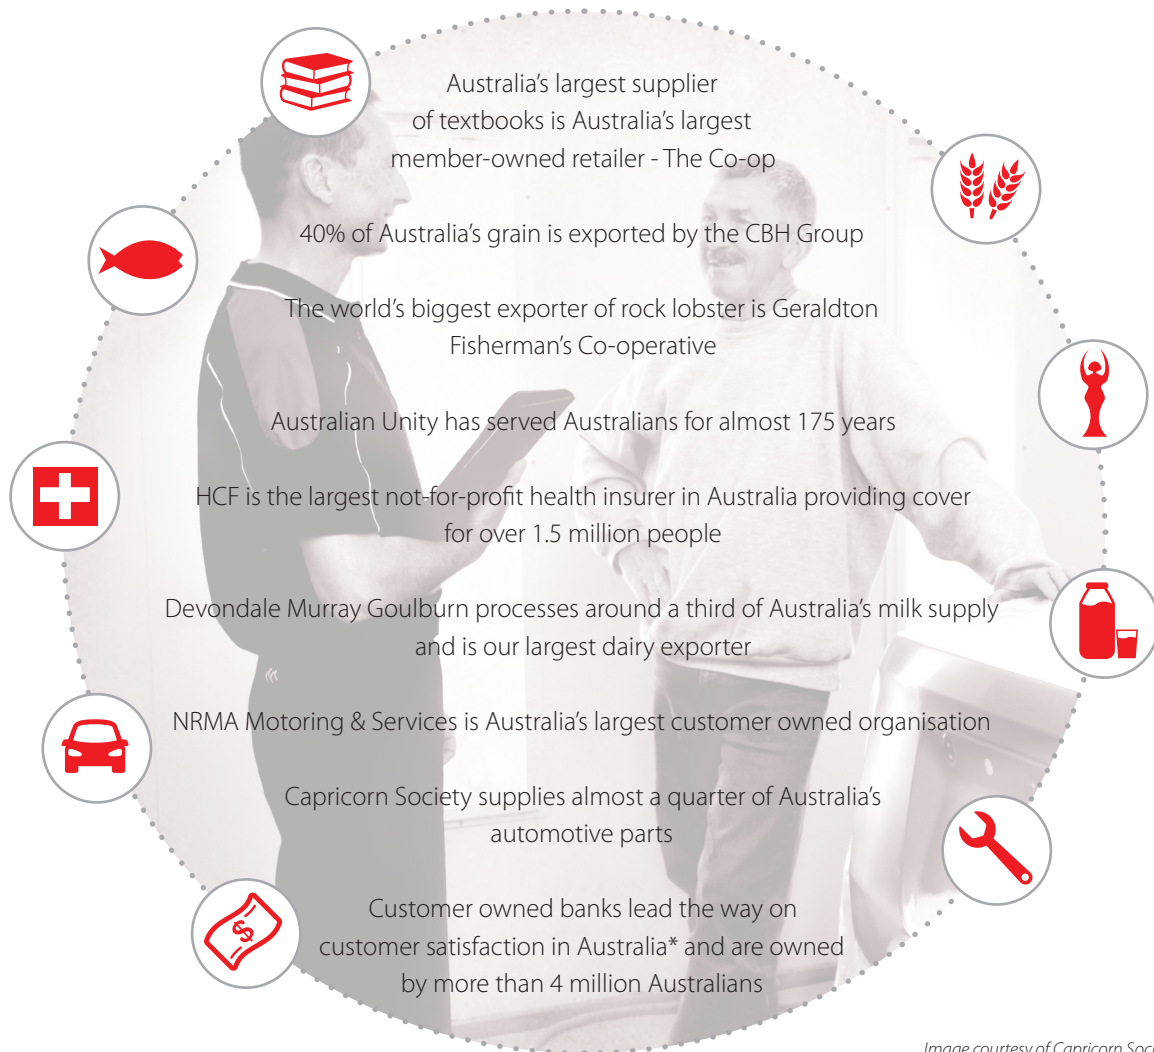 Australia's largest supplier
of textbooks is Australia's largest
member-owned retailer - The Co-op
40% of Australia's grain is exported by the CBH Group
The world's biggest exporter of rock lobster is Geraldton
Fisherman's Co-operative
Australian Unity has served Australians for almost 175 years
HCF is the largest not-for-profit health insurer in Australia providing cover
for over 1.5 million people
Devondale Murray Goulburn processes around a third of Australia's milk supply
and is our largest dairy exporter
NRMA Motoring & Services is Australia's largest customer owned organisation
Capricorn Society supplies almost a quarter of Australia's
automotive parts
$
Customer owned banks lead the way on
customer satisfaction in Australia* and are owned
by more than 4 million Australians
Image courtesy of Capricorn